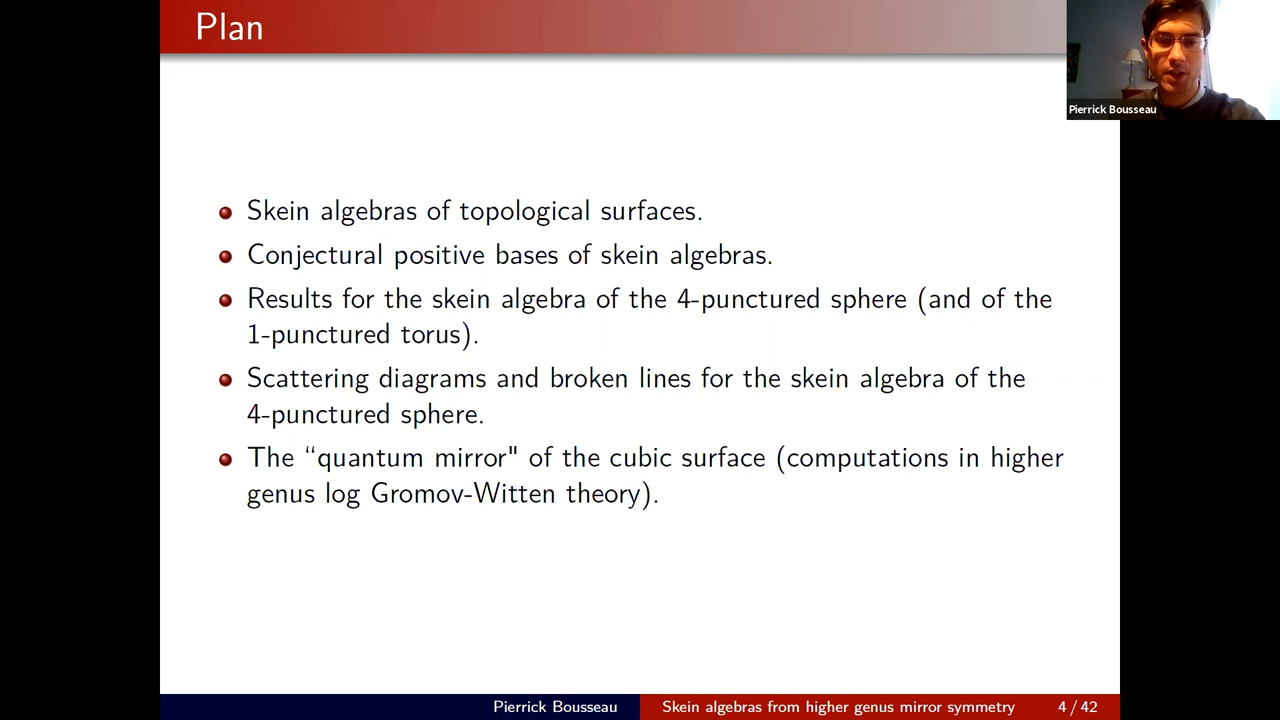 Plan
Pierrick Bousseau
Skein algebras of topological surfaces.
Conjectural positive bases of skein algebras.
Results for the skein algebra of the 4-punctured sphere (and of the
1-punctured torus).
Scattering diagrams and broken lines for the skein algebra of the
4-punctured sphere.
The “quantum mirror" of the cubic surface (computations in higher
genus log Gromov-Witten theory).
Pierrick Bousseau
Skein algebras from higher genus mirror symmetry
4 / 42